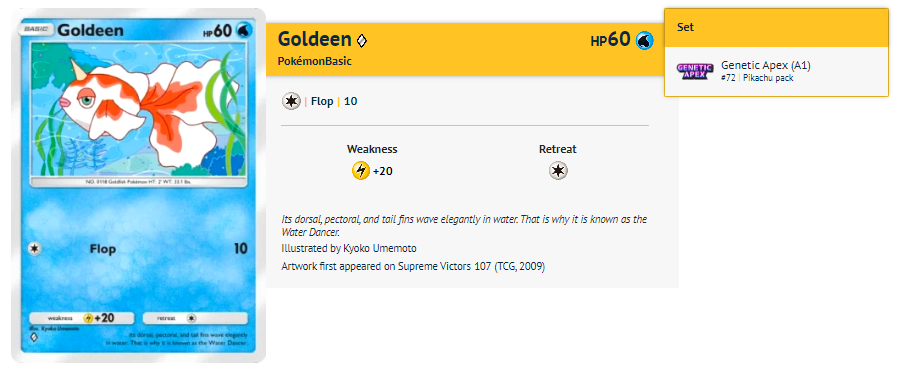 BASIC Goldeen HP60
NO. 0118 Goldfish Pokémon HT: 2' WT: 33.1 lbs.
Flop 10
weakness +20 retreat
Illus. Kyoko Umemoto
Its dorsal, pectoral, and tail fins wave elegantly
in water. That is why it is known as the Water Dancer.
Goldeen HP60
PokémonBasic
| Flop | 10
Weakness Retreat
+20
Its dorsal, pectoral, and tail fins wave elegantly in water. That is why it is known as the
Water Dancer.
Illustrated by Kyoko Umemoto
Artwork first appeared on Supreme Victors 107 (TCG, 2009)
Set
GENETIC
APEX
Genetic Apex (A1)
#72 | Pikachu pack